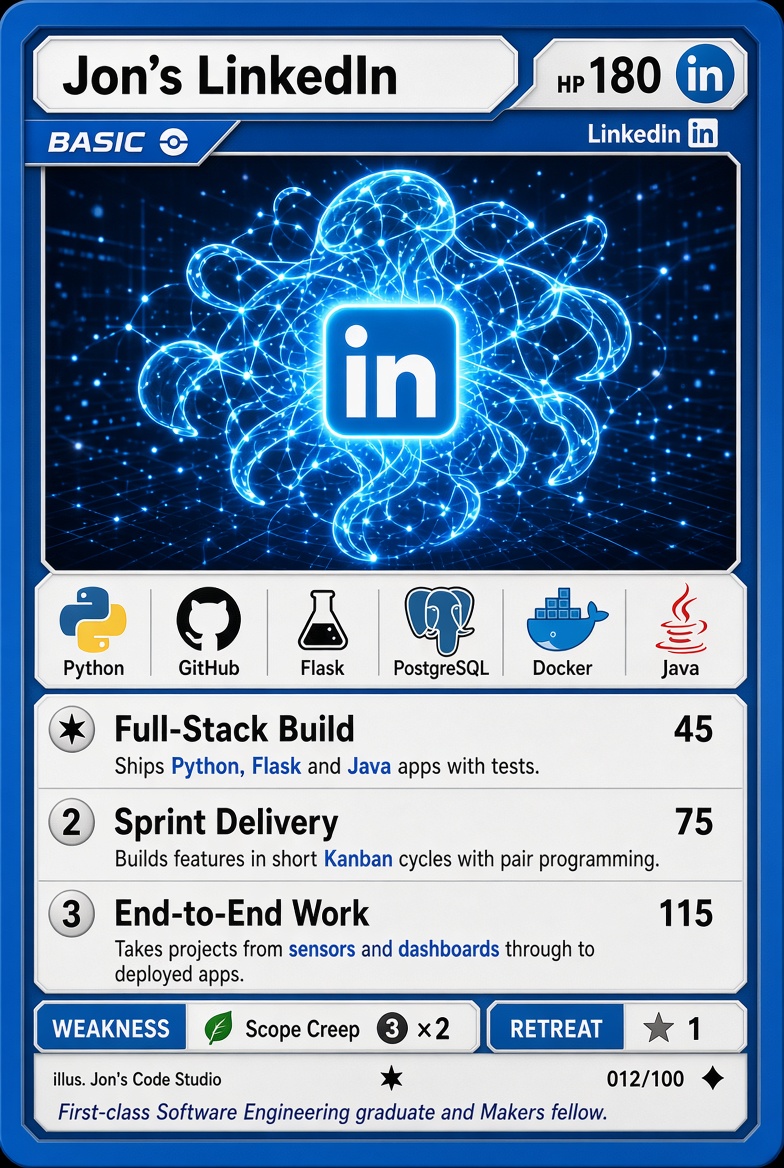 Jon's LinkedIn
HP 180 in
BASIC
LinkedIn in
in
Python GitHub Flask PostgreSQL Docker Java
Full-Stack Build 45
Ships Python, Flask and Java apps with tests.
2 Sprint Delivery 75
Builds features in short Kanban cycles with pair programming.
3 End-to-End Work 115
Takes projects from sensors and dashboards through to
deployed apps.
WEAKNESS Scope Creep 3 ×2 RETREAT 1
illus. Jon's Code Studio 012/100
First-class Software Engineering graduate and Makers fellow.